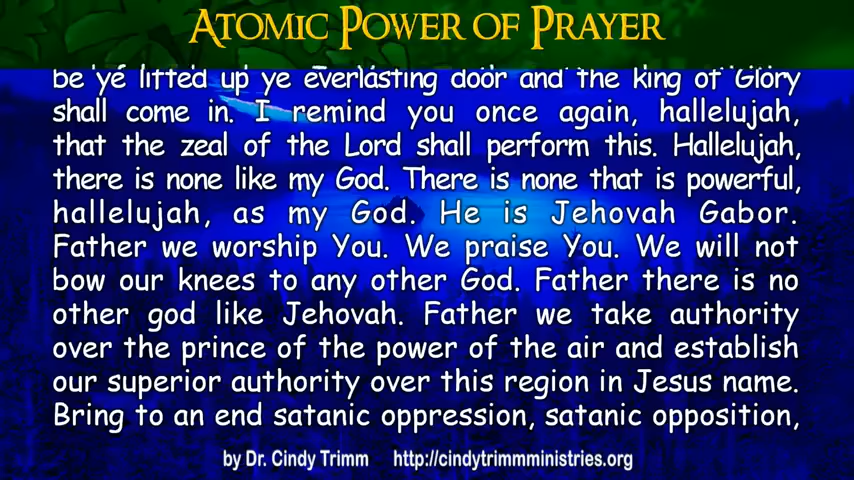 ATOMIC POWER OF PRAYER
be ye lifted up ye everlasting door and the king of Glory
shall come in. I remind you once again, hallelujah,
that the zeal of the Lord shall perform this. Hallelujah,
there is none like my God. There is none that is powerful,
hallelujah, as my God. He is Jehovah Gabor.
Father we worship You. We praise You. We will not
bow our knees to any other God. Father there is no
other god like Jehovah. Father we take authority
over the prince of the power of the air and establish
our superior authority over this region in Jesus name.
Bring to an end satanic oppression, satanic opposition,
by Dr. Cindy Trimm http://cindytrimmministries.org